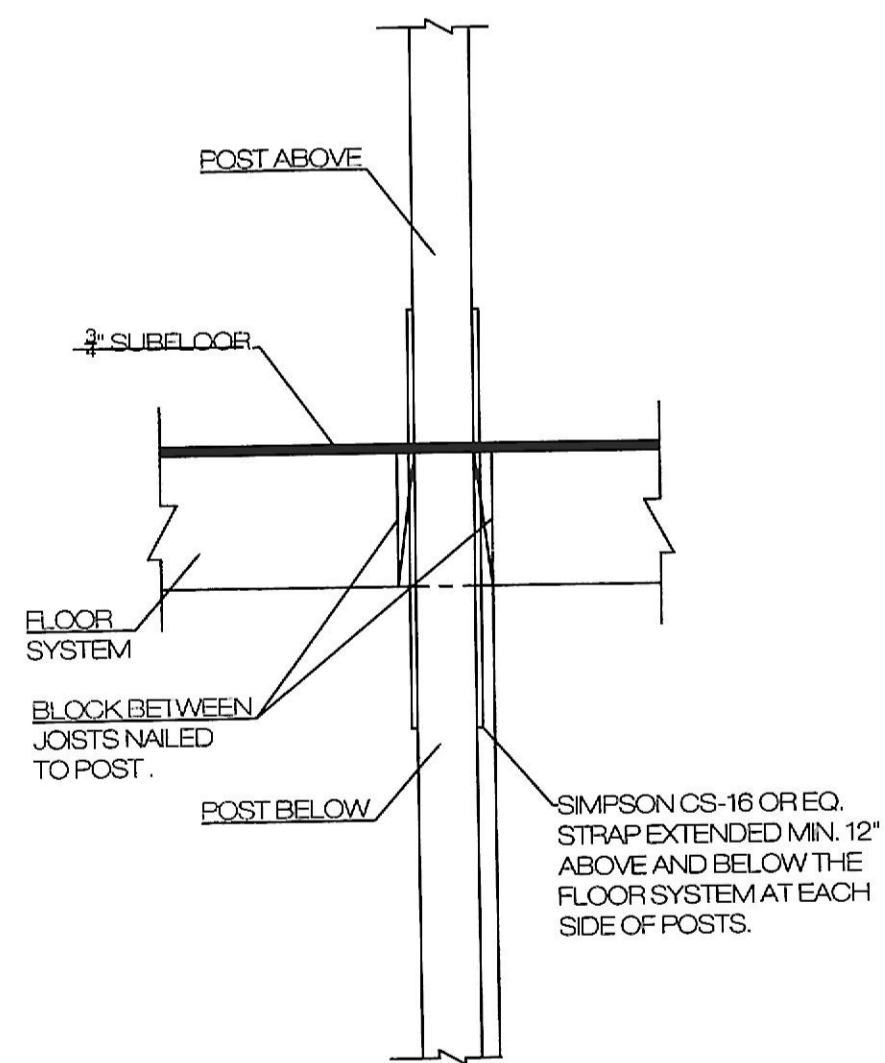 POST ABOVE
3/4" SUBFLOOR
FLOOR
SYSTEM
BLOCK BETWEEN
JOISTS NAILED
TO POST.
POST BELOW
SIMPSON CS-16 OR EQ.
STRAP EXTENDED MIN. 12"
ABOVE AND BELOW THE
FLOOR SYSTEM AT EACH
SIDE OF POSTS.